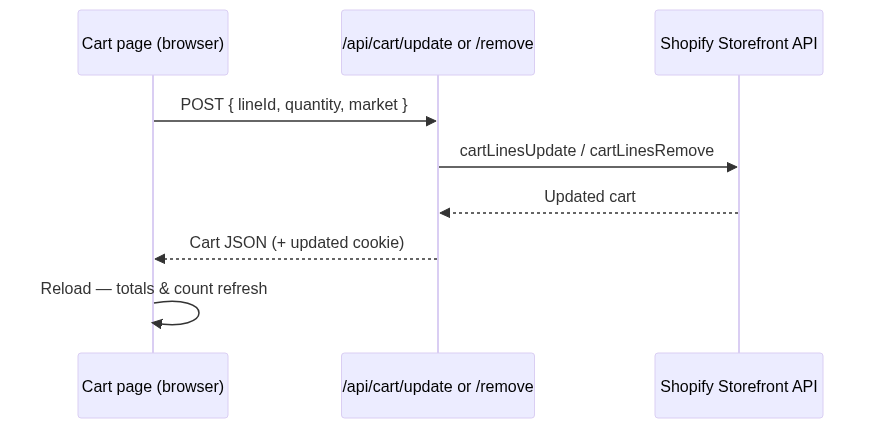 Cart page (browser)
/api/cart/update or /remove
Shopify Storefront API
POST { lineId, quantity, market }
cartLinesUpdate / cartLinesRemove
Updated cart
Cart JSON (+ updated cookie)
Reload — totals & count refresh
Cart page (browser)
/api/cart/update or /remove
Shopify Storefront API